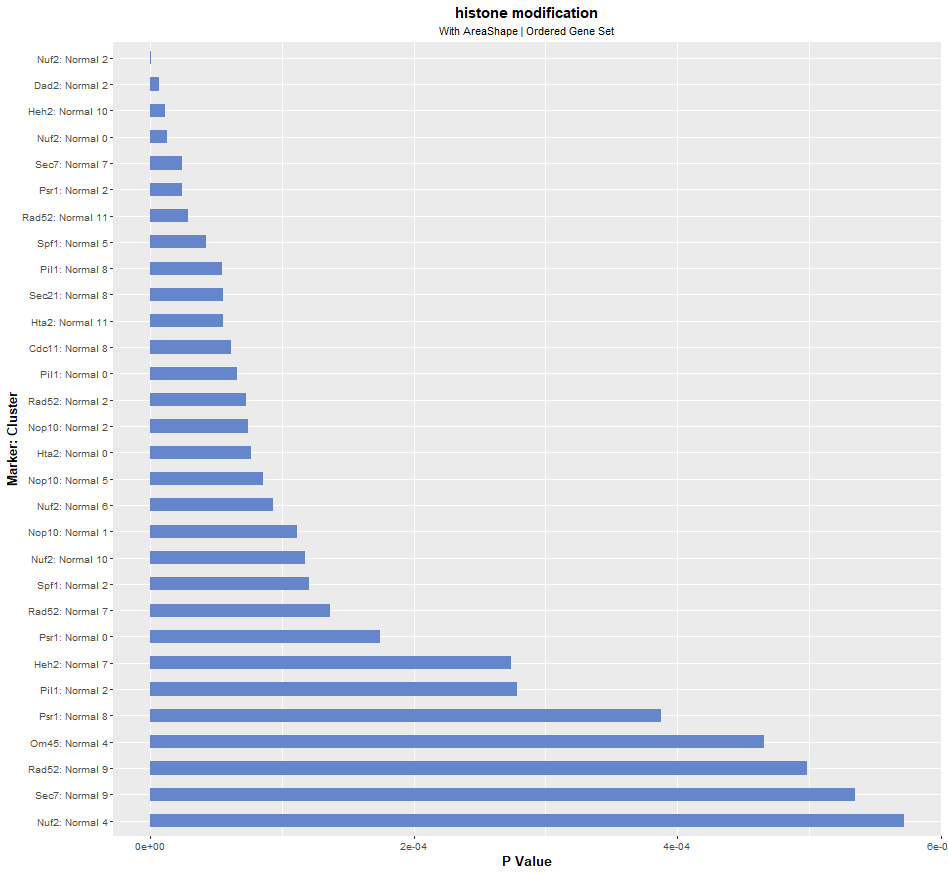 histone modification
With AreaShape | Ordered Gene Set
Nuf2: Normal 2
Dad2: Normal 2
Heh2: Normal 10
Nuf2: Normal 0
Sec7: Normal 7
Psr1: Normal 2
Rad52: Normal 11
Spf1: Normal 5
Pil1: Normal 8
Sec21: Normal 8
Hta2: Normal 11
Cdc11: Normal 8
Pil1: Normal 0
Rad52: Normal 2
Nop10: Normal 2
Hta2: Normal 0
Nop10: Normal 5
Nuf2: Normal 6
Nop10: Normal 1
Nuf2: Normal 10
Spf1: Normal 2
Rad52: Normal 7
Psr1: Normal 0
Heh2: Normal 7
Pil1: Normal 2
Psr1: Normal 8
Om45: Normal 4
Rad52: Normal 9
Sec7: Normal 9
Nuf2: Normal 4
Marker: Cluster
0e+00 2e-04 4e-04 6e-0
P Value